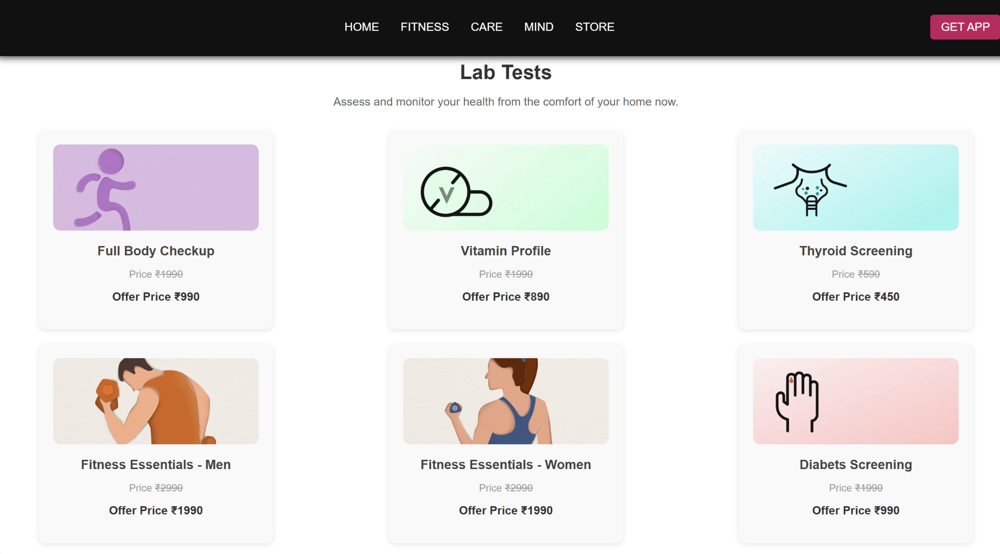 HOME FITNESS CARE MIND STORE GET APP
Lab Tests
Assess and monitor your health from the comfort of your home now.
V
Full Body Checkup
Price ₹1990
Offer Price ₹990
Vitamin Profile
Price ₹1990
Offer Price ₹890
Thyroid Screening
Price ₹590
Offer Price ₹450
Fitness Essentials - Men
Price ₹2990
Offer Price ₹1990
Fitness Essentials - Women
Price ₹2990
Offer Price ₹1990
Diabets Screening
Price ₹1990
Offer Price ₹990